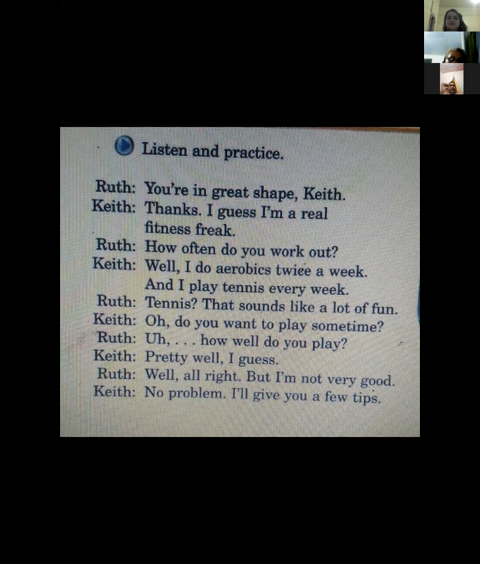 Listen and practice.
Ruth: You're in great shape, Keith.
Keith: Thanks. I guess I'm a real
fitness freak.
Ruth: How often do you work out?
Keith: Well, I do aerobics twice a week.
And I play tennis every week.
Ruth: Tennis? That sounds like a lot of fun.
Keith: Oh, do you want to play sometime?
Ruth: Uh, . . . how well do you play?
Keith: Pretty well, I guess.
Ruth: Well, all right. But I'm not very good.
Keith: No problem. I'll give you a few tips.